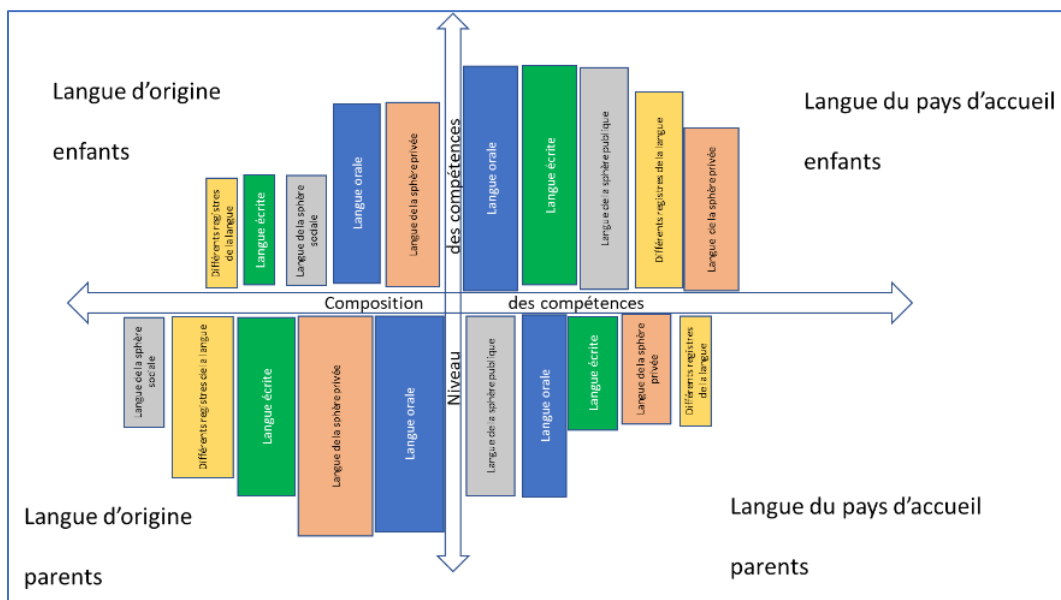 Langue d'origine
enfants
Différents registres
de la langue
Langue écrite
Langue de la sphère
sociale
Langue orale
Langue de la sphère privée
des compétences
Langue orale
Langue écrite
Langue de la sphère publique
Différents registres de la langue
Langue de la sphère privée
Langue du pays d'accueil
enfants
Composition
des compétences
Langue de la sphère
sociale
Différents registres de la langue
Langue écrite
Langue de la sphère privée
Langue orale
Niveau
Langue de la sphère publique
Langue orale
Langue écrite
Langue de la sphère
privée
Différents registres
de la langue
Langue d'origine
parents
Langue du pays d'accueil
parents